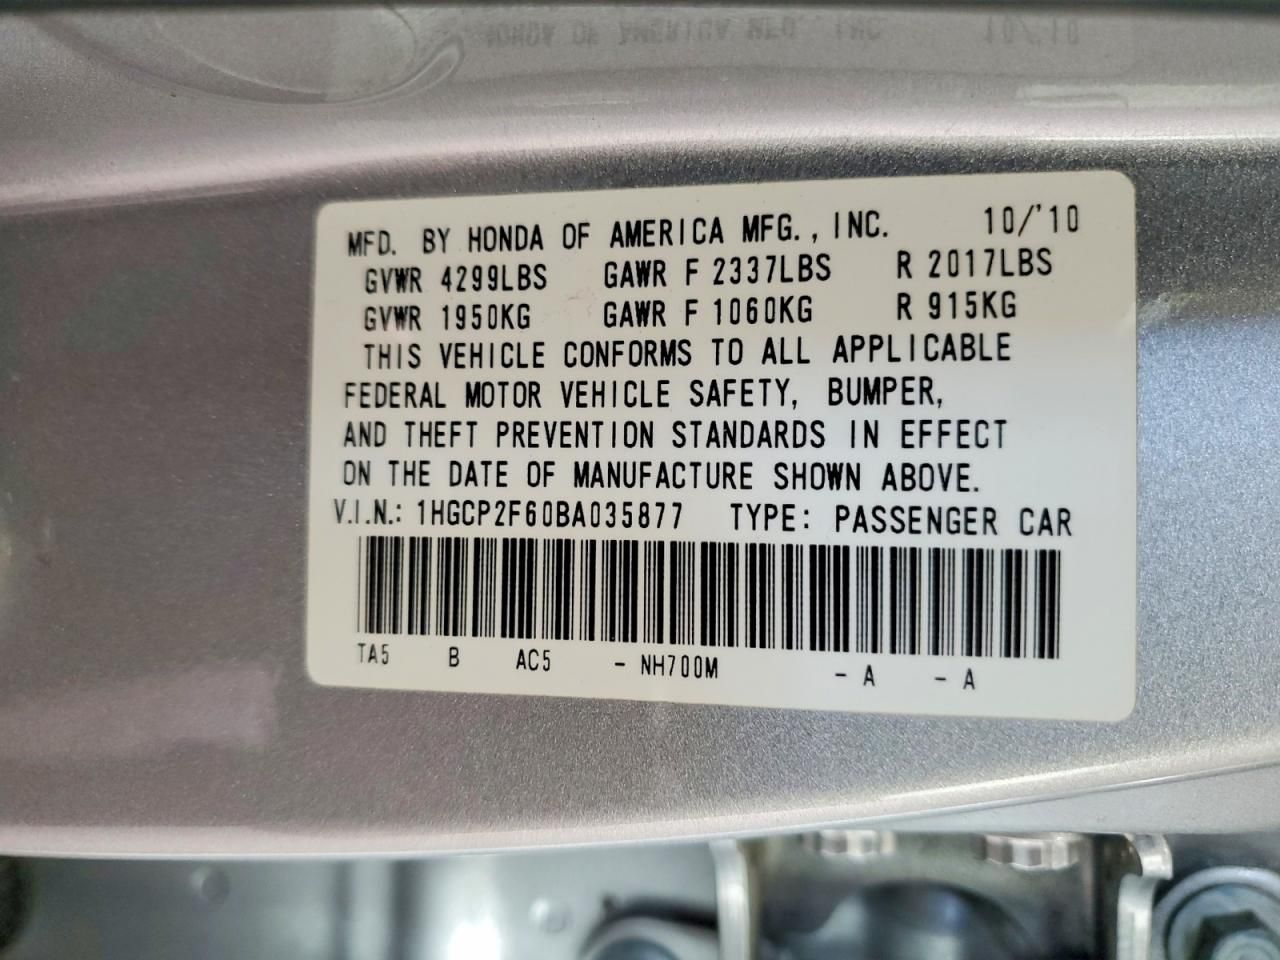 MFD. BY HONDA OF AMERICA MFG., INC. 10/'10
GVWR 4299LBS GAWR F 2337LBS R 2017LBS
GVWR 1950KG GAWR F 1060KG R 915KG
THIS VEHICLE CONFORMS TO ALL APPLICABLE
FEDERAL MOTOR VEHICLE SAFETY, BUMPER,
AND THEFT PREVENTION STANDARDS IN EFFECT
ON THE DATE OF MANUFACTURE SHOWN ABOVE.
V.I.N.: 1HGCP2F60BA035877 TYPE: PASSENGER CAR
TA5 B AC5 - NH700M - A - A